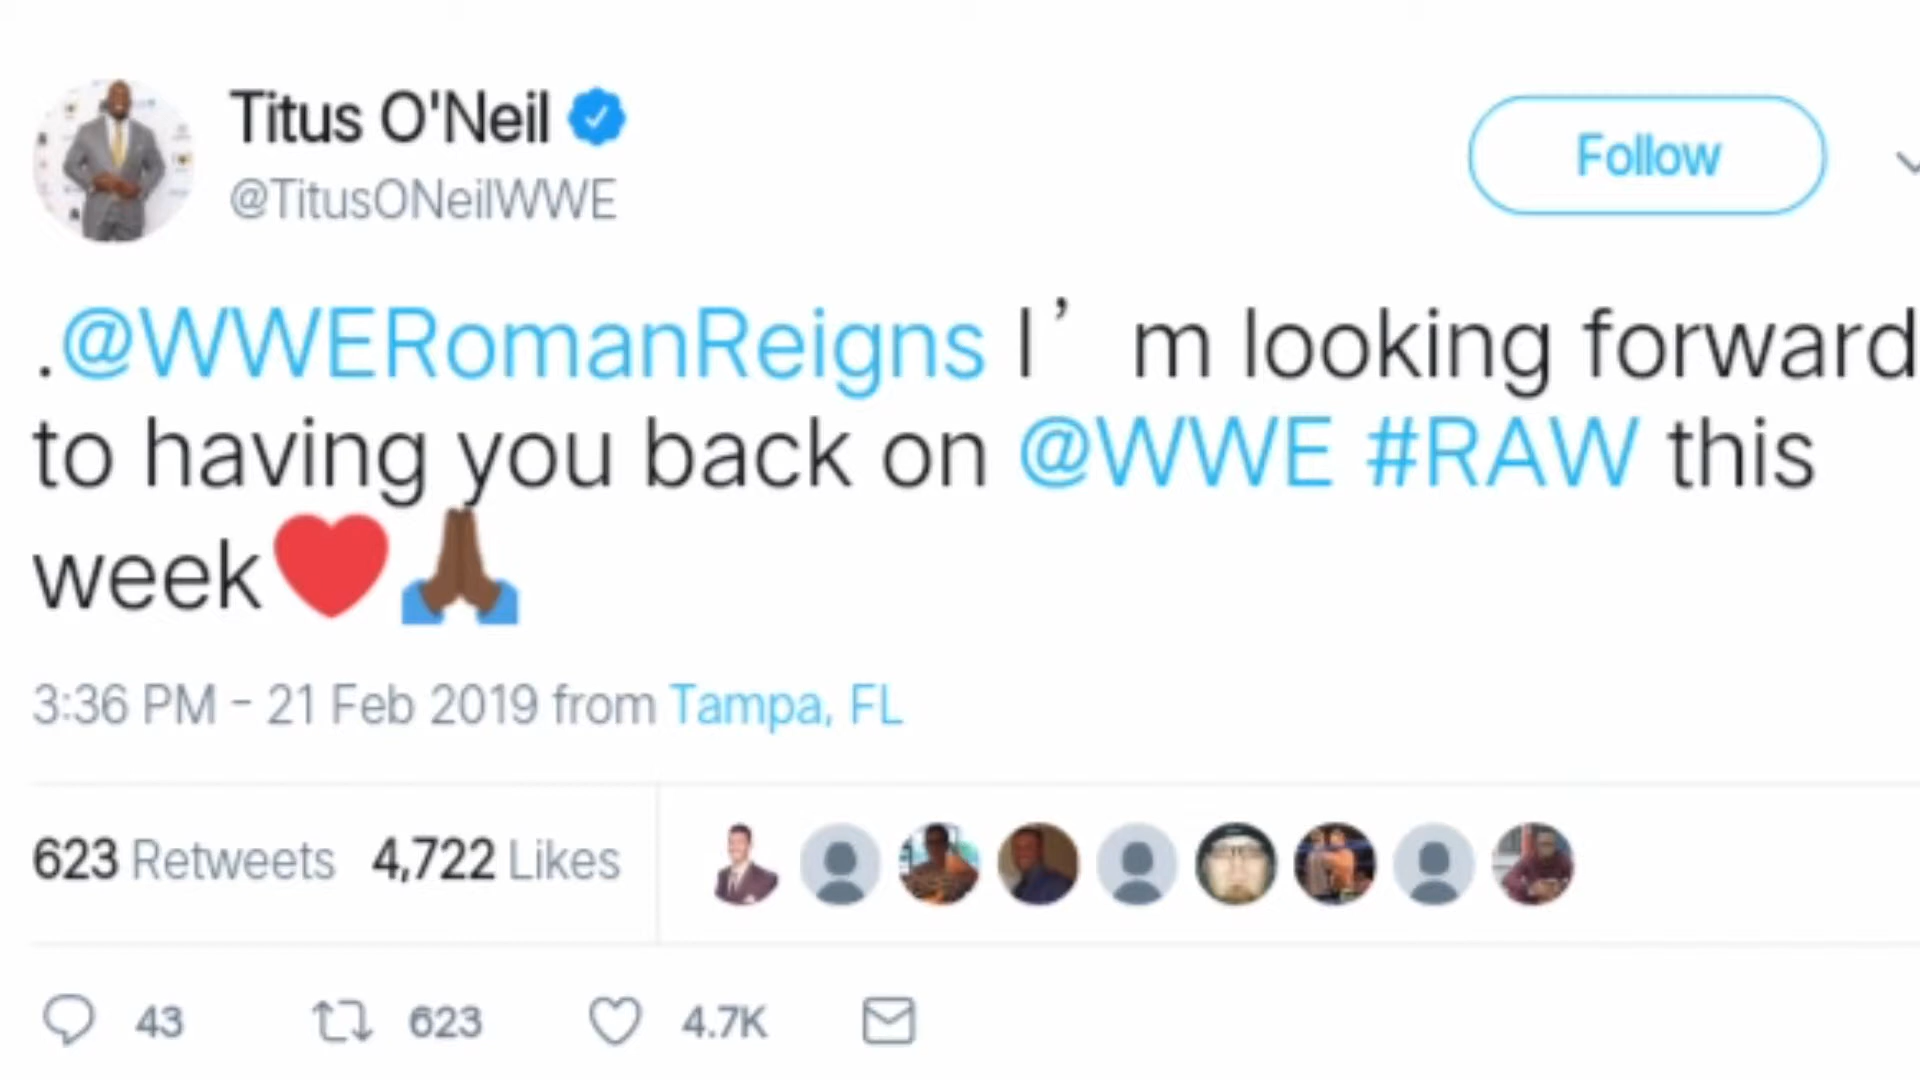 Titus O'Neil
Follow
@TitusONeilWWE
.@WWERomanReigns I’m looking forward
to having you back on @WWE #RAW this
week❤️🙏🏾
3:36 PM - 21 Feb 2019 from Tampa, FL
623 Retweets 4,722 Likes
43 623 4.7K